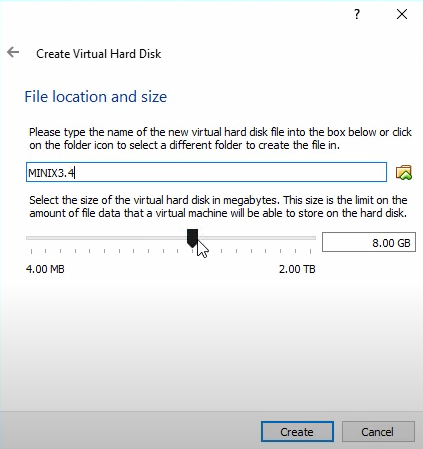 ?
Create Virtual Hard Disk
File location and size
Please type the name of the new virtual hard disk file into the box below or click
on the folder icon to select a different folder to create the file in.
MINIX3.4
Select the size of the virtual hard disk in megabytes. This size is the limit on the
amount of file data that a virtual machine will be able to store on the hard disk.
8.00 GB
4.00 MB 2.00 TB
Create Cancel